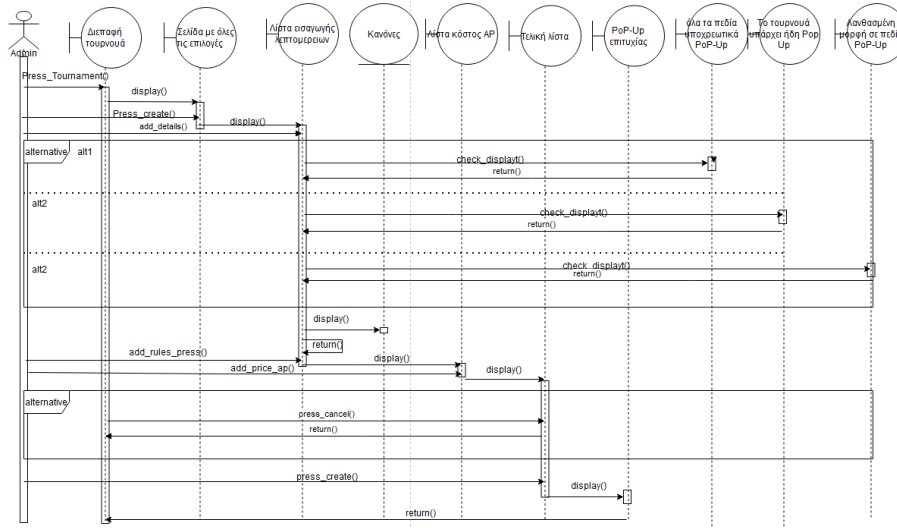 Διεπαφή
τουρνουά
Σελίδα με όλες
τις επιλογές
Λίστα εισαγωγής
λεπτομερειων
Κανόνες
Λίστα κόστος AP
Τελική λίστα
PoP-Up
επιτυχίας
όλα τα πεδία
υποχρεωτικά
PoP-Up
Το τουρνουά
υπάρχει ήδη Pop
Up
Λανθασμένη
μορφή σε πεδί
PoP-Up
Admin
Press_Tournament()
display()
Press_create()
display()
add_details()
alternative alt1
check_displayt()
return()
alt2
check_displayt()
return()
alt2
check_displayt()
return()
display()
return()
add_rules_press()
display()
add_price_ap()
display()
alternative
press_cancel()
return()
press_create()
display()
return()